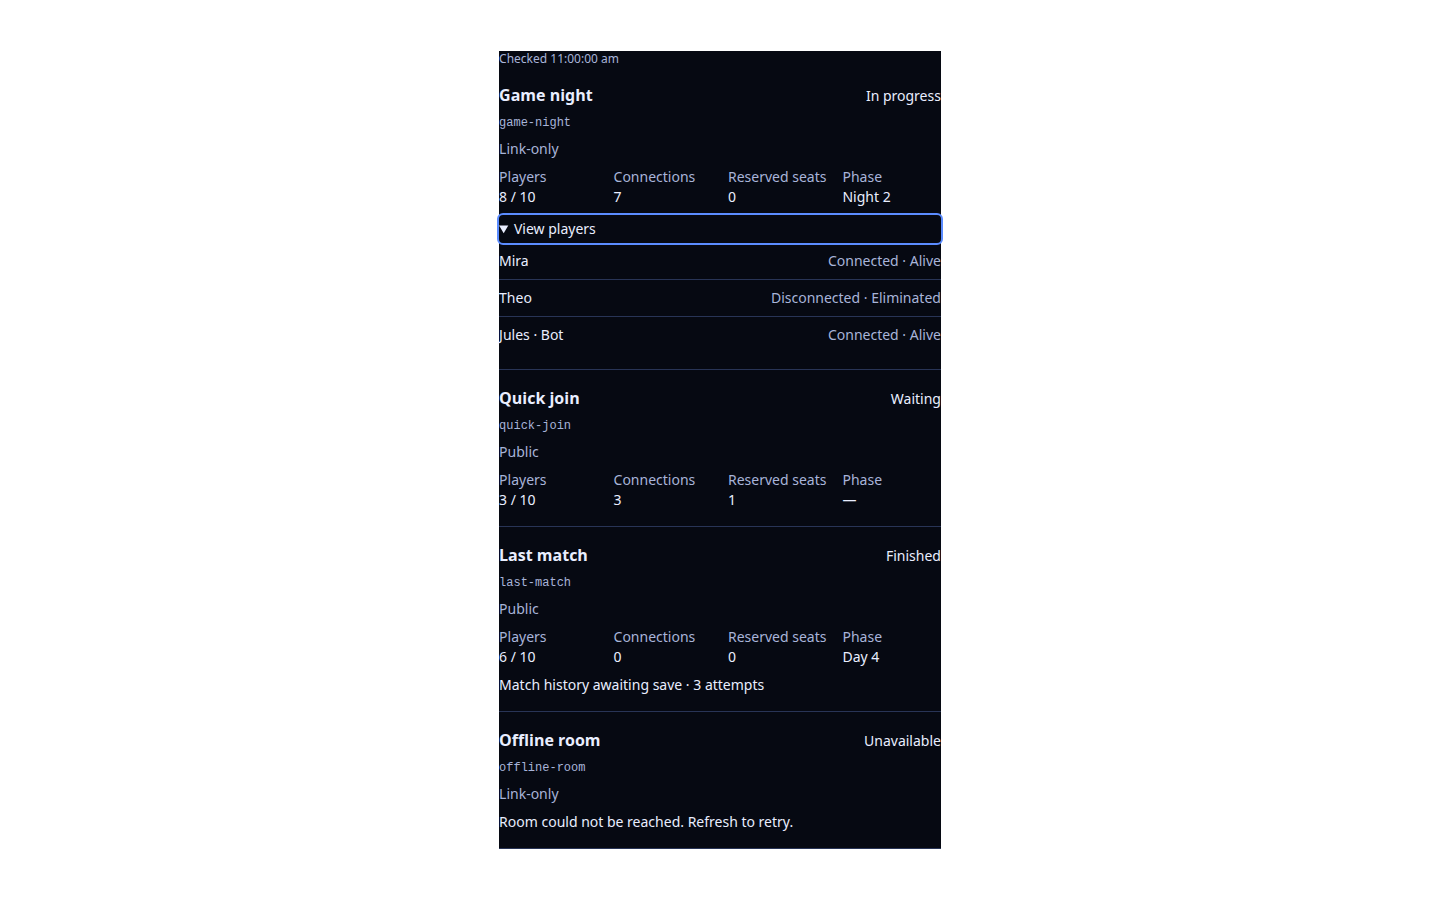 Checked 11:00:00 am
Game night In progress
game-night
Link-only
Players Connections Reserved seats Phase
8 / 10 7 0 Night 2
▼ View players
Mira Connected · Alive
Theo Disconnected · Eliminated
Jules · Bot Connected · Alive
Quick join Waiting
quick-join
Public
Players Connections Reserved seats Phase
3 / 10 3 1 —
Last match Finished
last-match
Public
Players Connections Reserved seats Phase
6 / 10 0 0 Day 4
Match history awaiting save · 3 attempts
Offline room Unavailable
offline-room
Link-only
Room could not be reached. Refresh to retry.